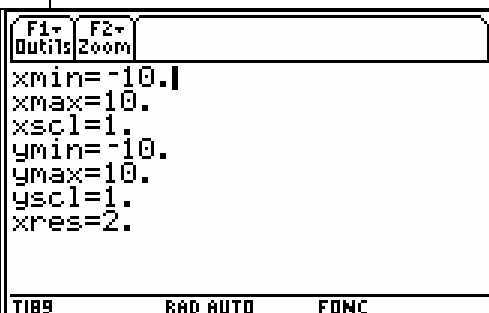 F1▾ F2▾
Outils Zoom
xmin=⁻10.
xmax=10.
xscl=1.
ymin=⁻10.
ymax=10.
yscl=1.
xres=2.
TI89 RAD AUTO FONC